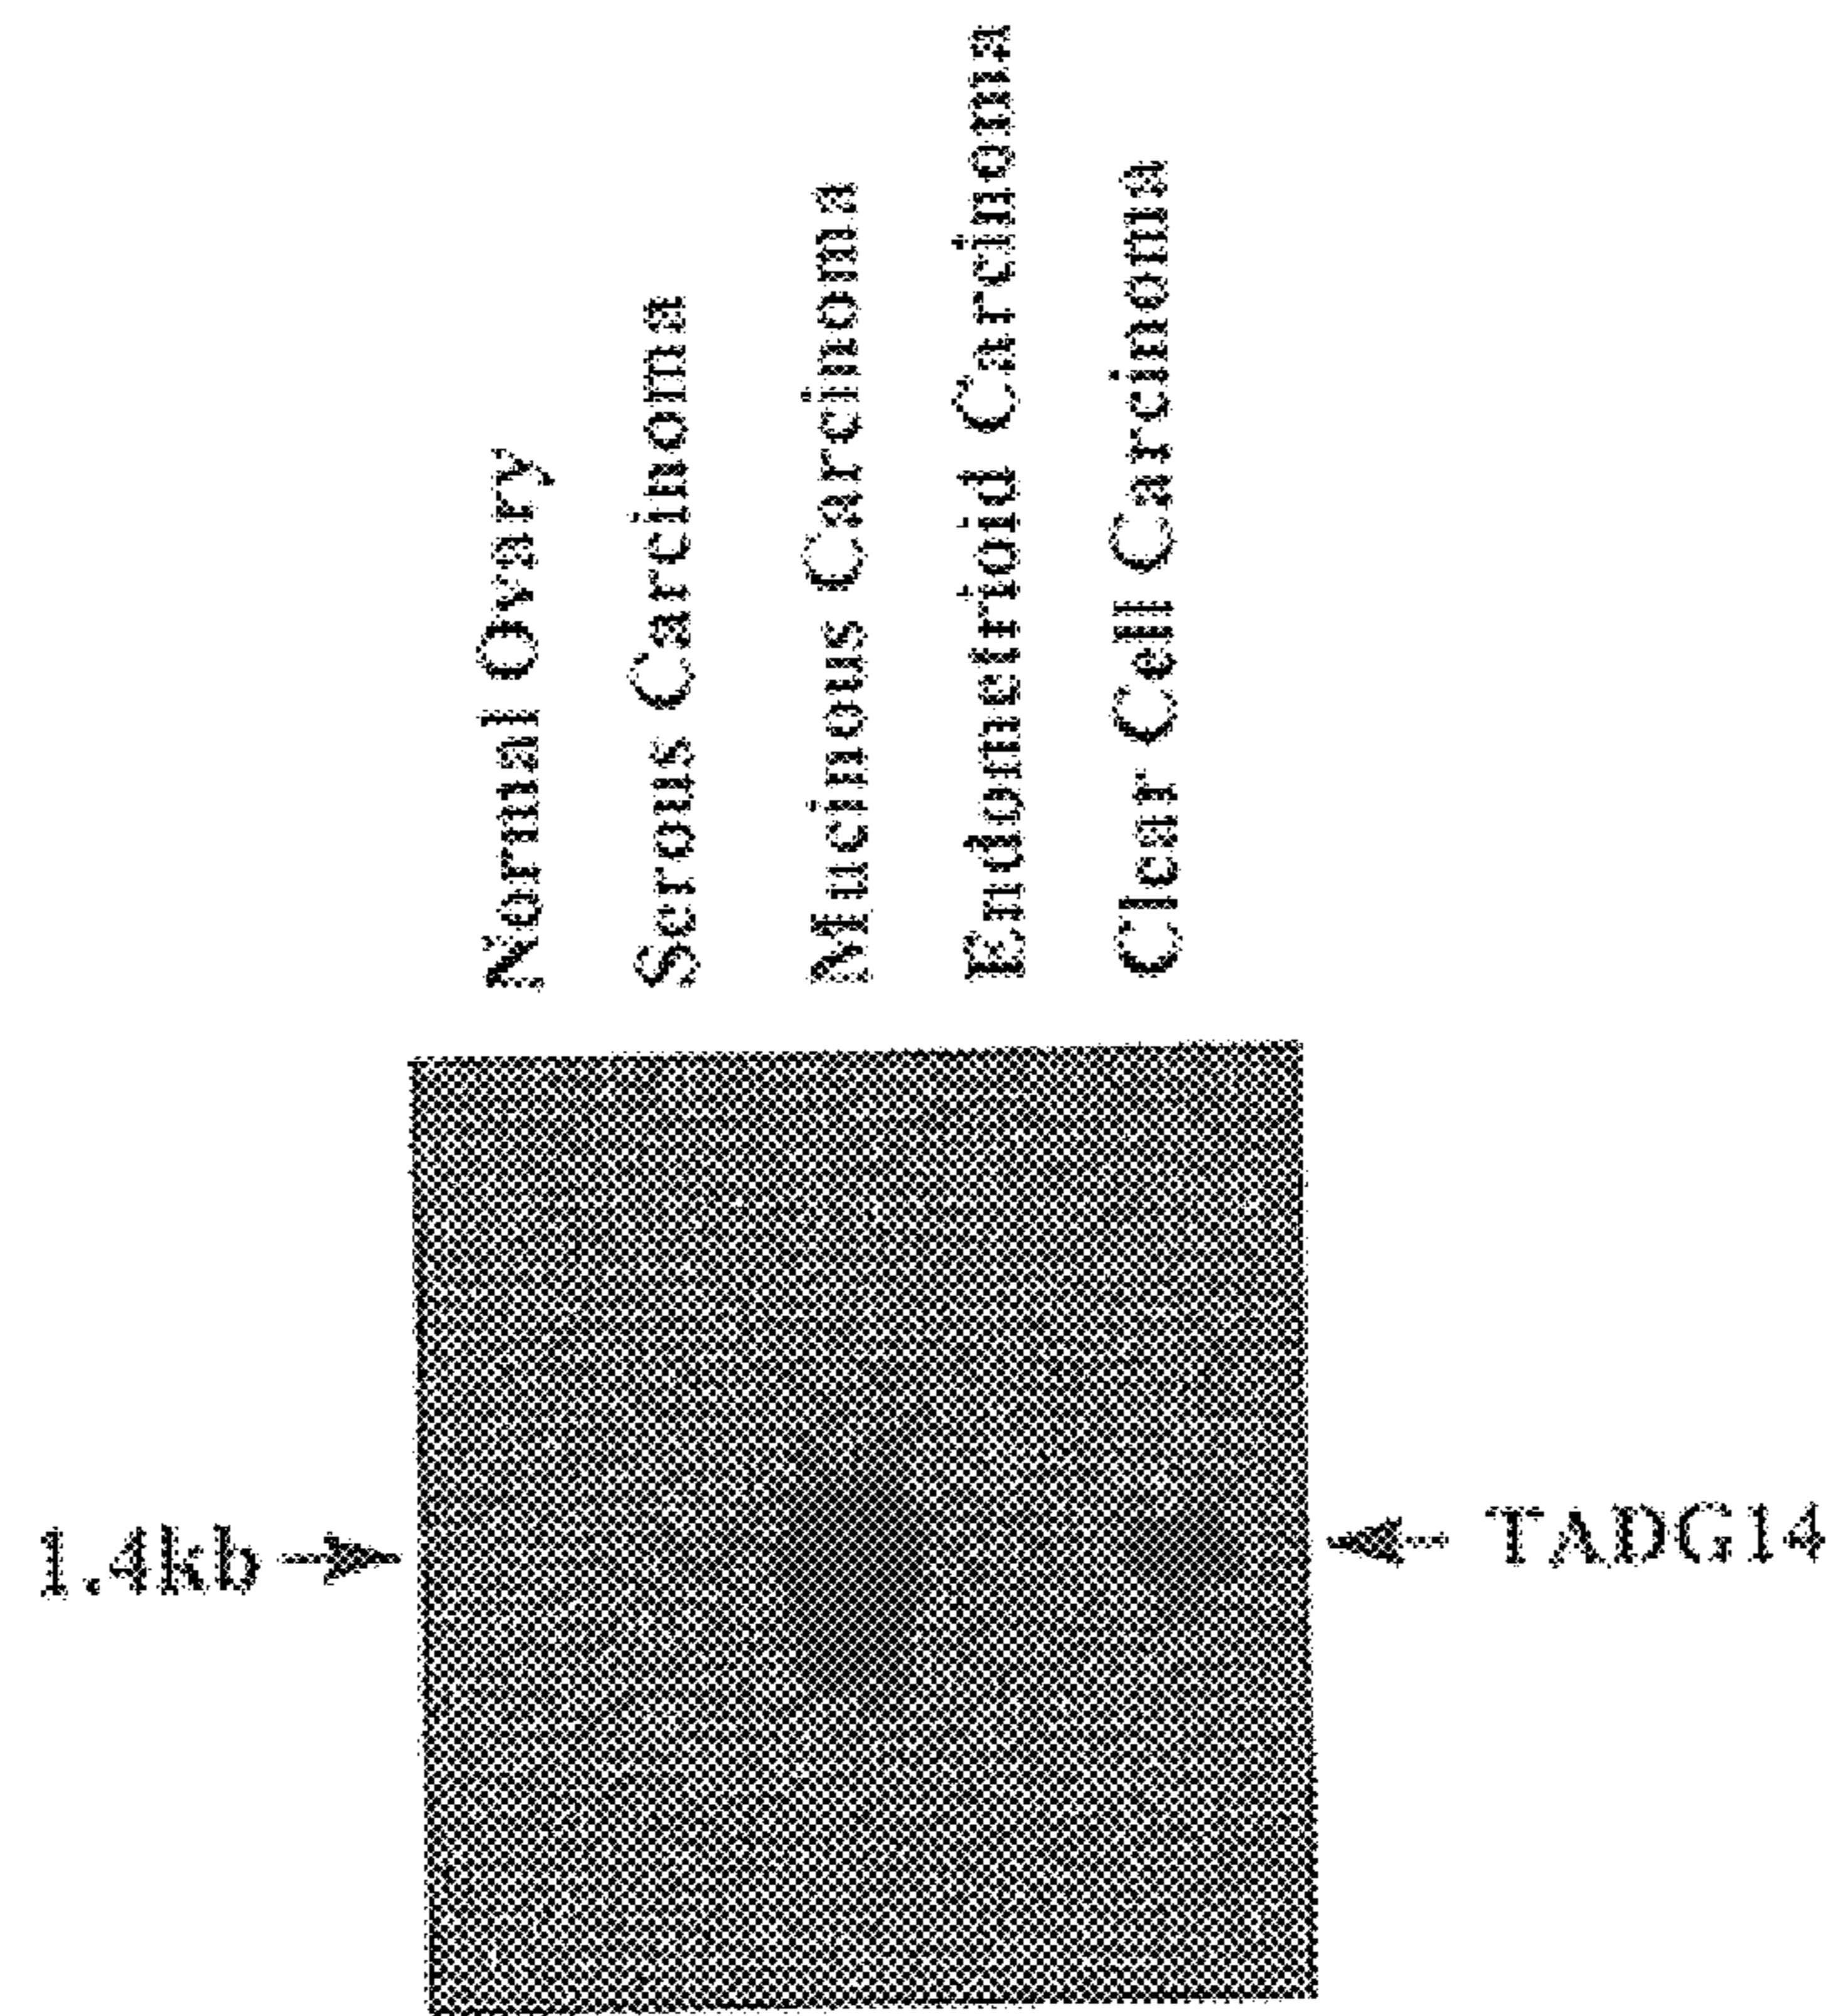 Normal Ovary
Serous Carcinoma
Mucinous Carcinoma
Endometrioid Carcinoma
Clear Cell Carcinoma
1.4kb
TADG14